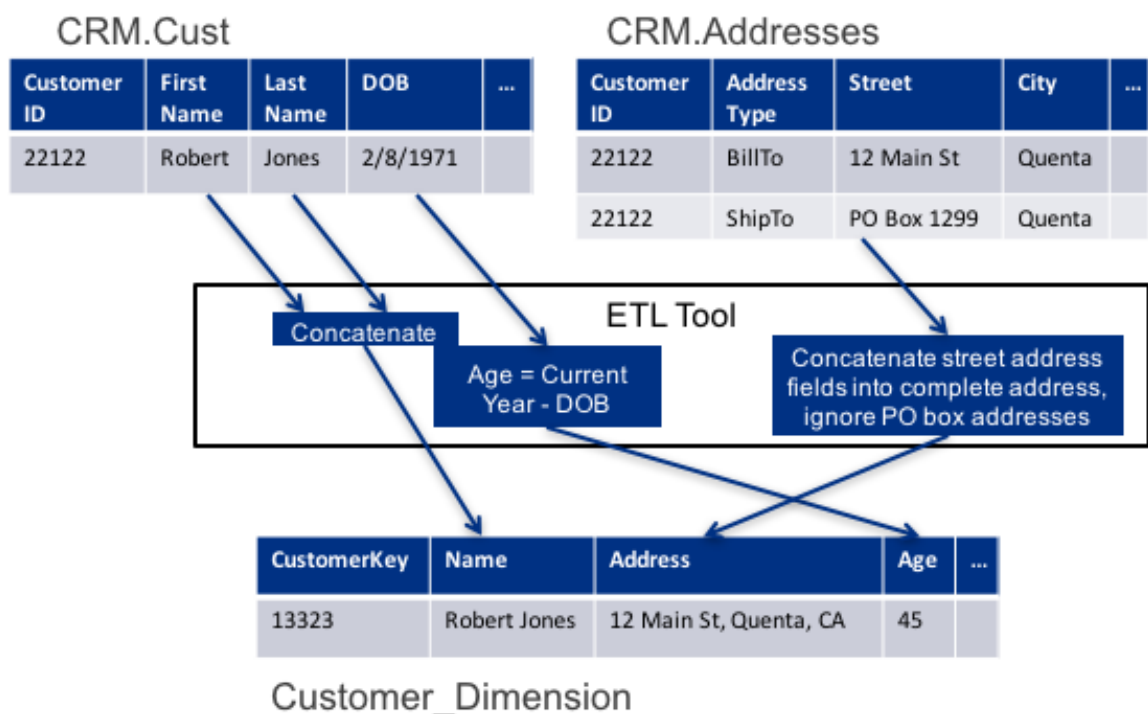 CRM.Cust
CRM.Addresses
Customer ID First Name Last Name DOB ...
22122 Robert Jones 2/8/1971
Customer ID Address Type Street City ...
22122 BillTo 12 Main St Quenta
22122 ShipTo PO Box 1299 Quenta
ETL Tool
Concatenate
Age = Current
Year - DOB
Concatenate street address
fields into complete address,
ignore PO box addresses
CustomerKey Name Address Age ...
13323 Robert Jones 12 Main St, Quenta, CA 45
Customer_Dimension